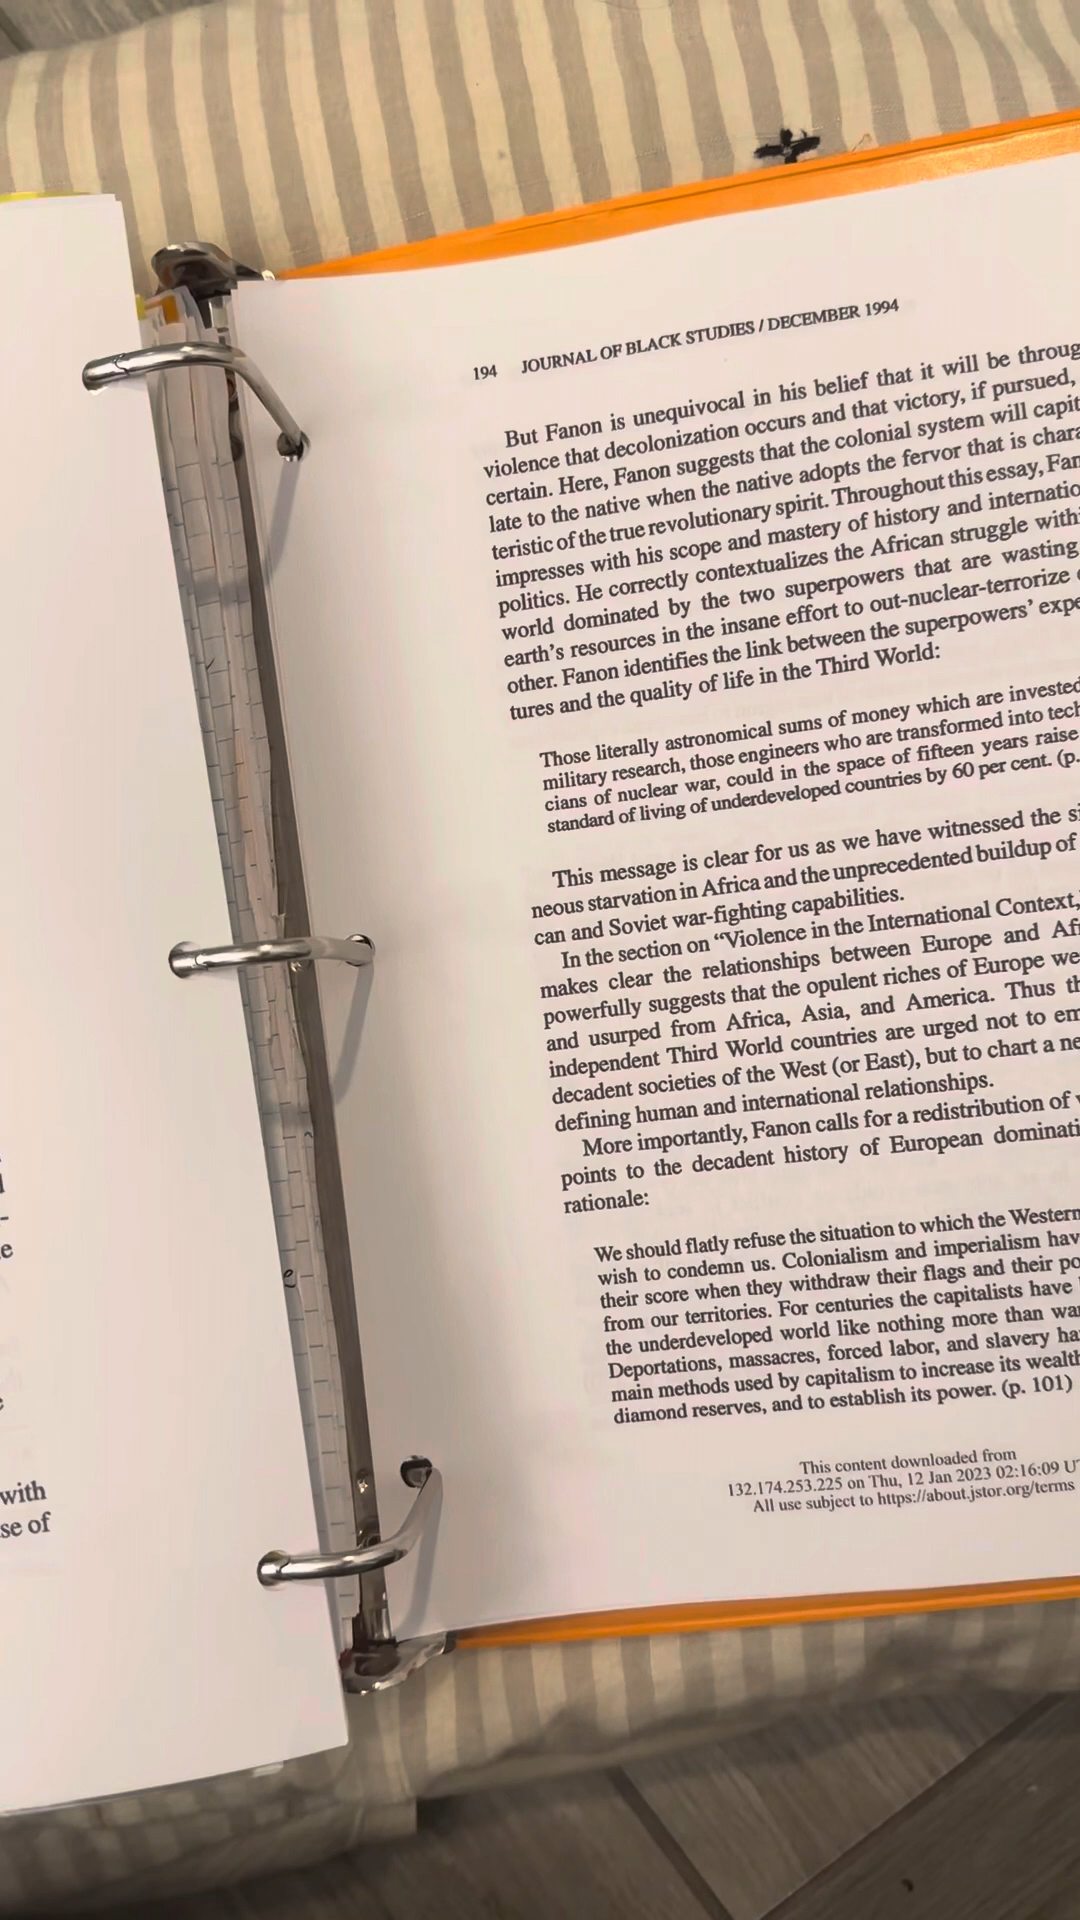 with
se of
194 JOURNAL OF BLACK STUDIES / DECEMBER 1994
But Fanon is unequivocal in his belief that it will be throug
violence that decolonization occurs and that victory, if pursued,
certain. Here, Fanon suggests that the colonial system will capit
late to the native when the native adopts the fervor that is chara
teristic of the true revolutionary spirit. Throughout this essay, Fan
impresses with his scope and mastery of history and internatio
politics. He correctly contextualizes the African struggle withi
world dominated by the two superpowers that are wasting
earth's resources in the insane effort to out-nuclear-terrorize
other. Fanon identifies the link between the superpowers' expe
tures and the quality of life in the Third World:
Those literally astronomical sums of money which are invested
military research, those engineers who are transformed into tech
cians of nuclear war, could in the space of fifteen years raise
standard of living of underdeveloped countries by 60 per cent. (p.
This message is clear for us as we have witnessed the si
neous starvation in Africa and the unprecedented buildup of
can and Soviet war-fighting capabilities.
In the section on “Violence in the International Context,
makes clear the relationships between Europe and Afr
powerfully suggests that the opulent riches of Europe we
and usurped from Africa, Asia, and America. Thus th
independent Third World countries are urged not to em
decadent societies of the West (or East), but to chart a ne
defining human and international relationships.
More importantly, Fanon calls for a redistribution of
points to the decadent history of European dominati
rationale:
We should flatly refuse the situation to which the Western
wish to condemn us. Colonialism and imperialism hav
their score when they withdraw their flags and their po
from our territories. For centuries the capitalists have
the underdeveloped world like nothing more than wa
Deportations, massacres, forced labor, and slavery ha
main methods used by capitalism to increase its wealth
diamond reserves, and to establish its power. (p. 101)
This content downloaded from
132.174.253.225 on Thu, 12 Jan 2023 02:16:09 UT
All use subject to https://about.jstor.org/terms